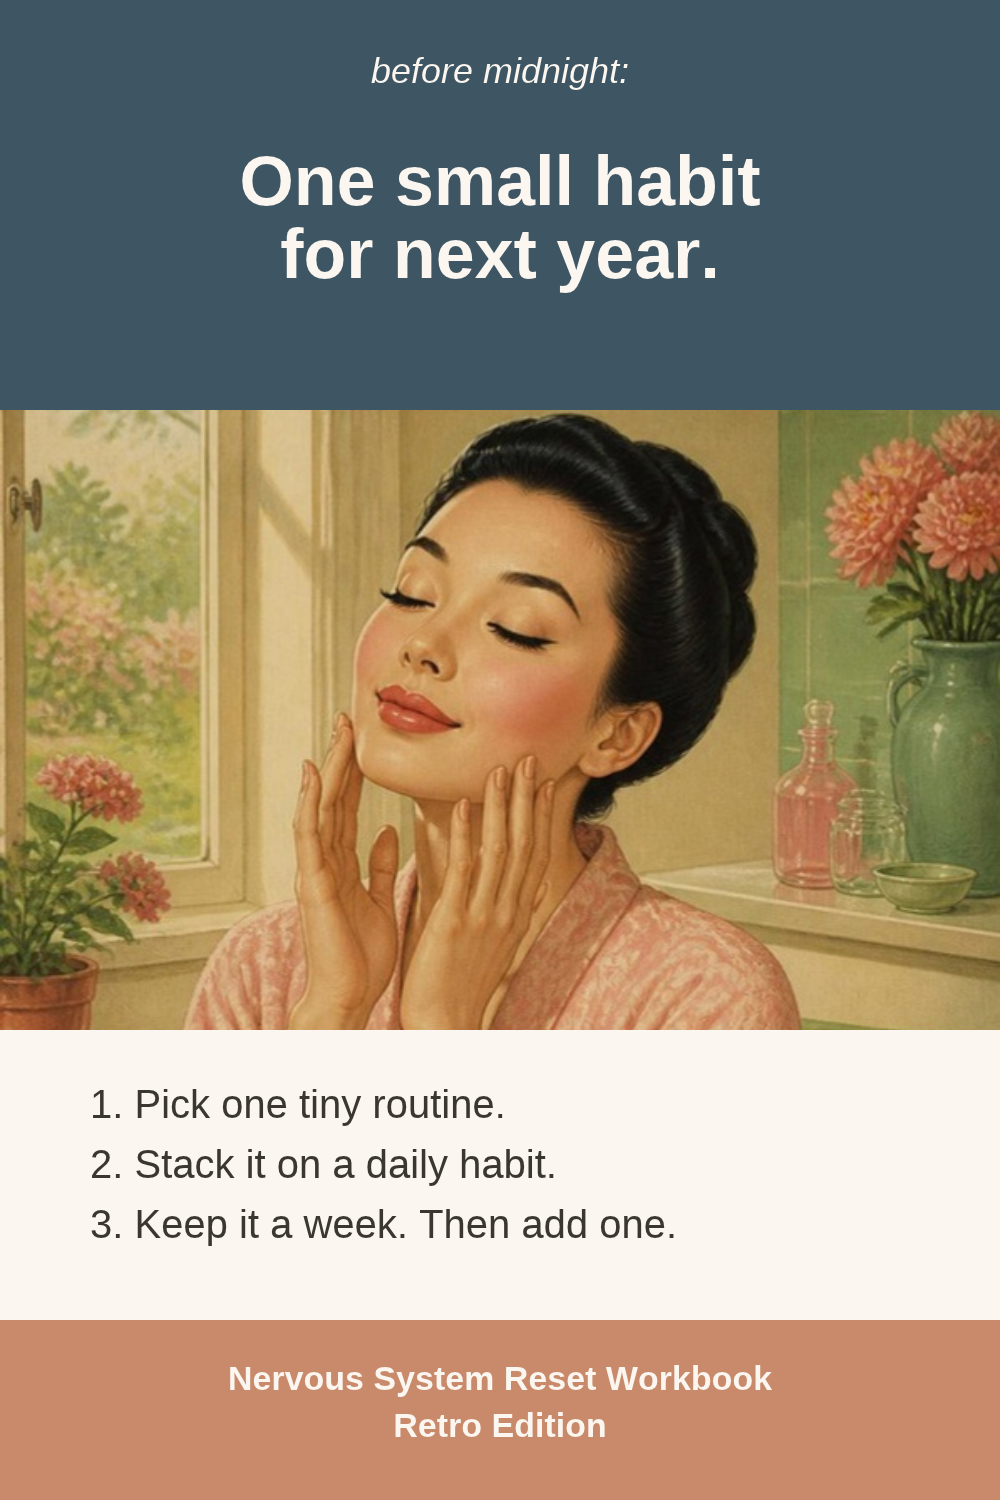 before midnight:
One small habit
for next year.
1. Pick one tiny routine.
2. Stack it on a daily habit.
3. Keep it a week. Then add one.
Nervous System Reset Workbook
Retro Edition